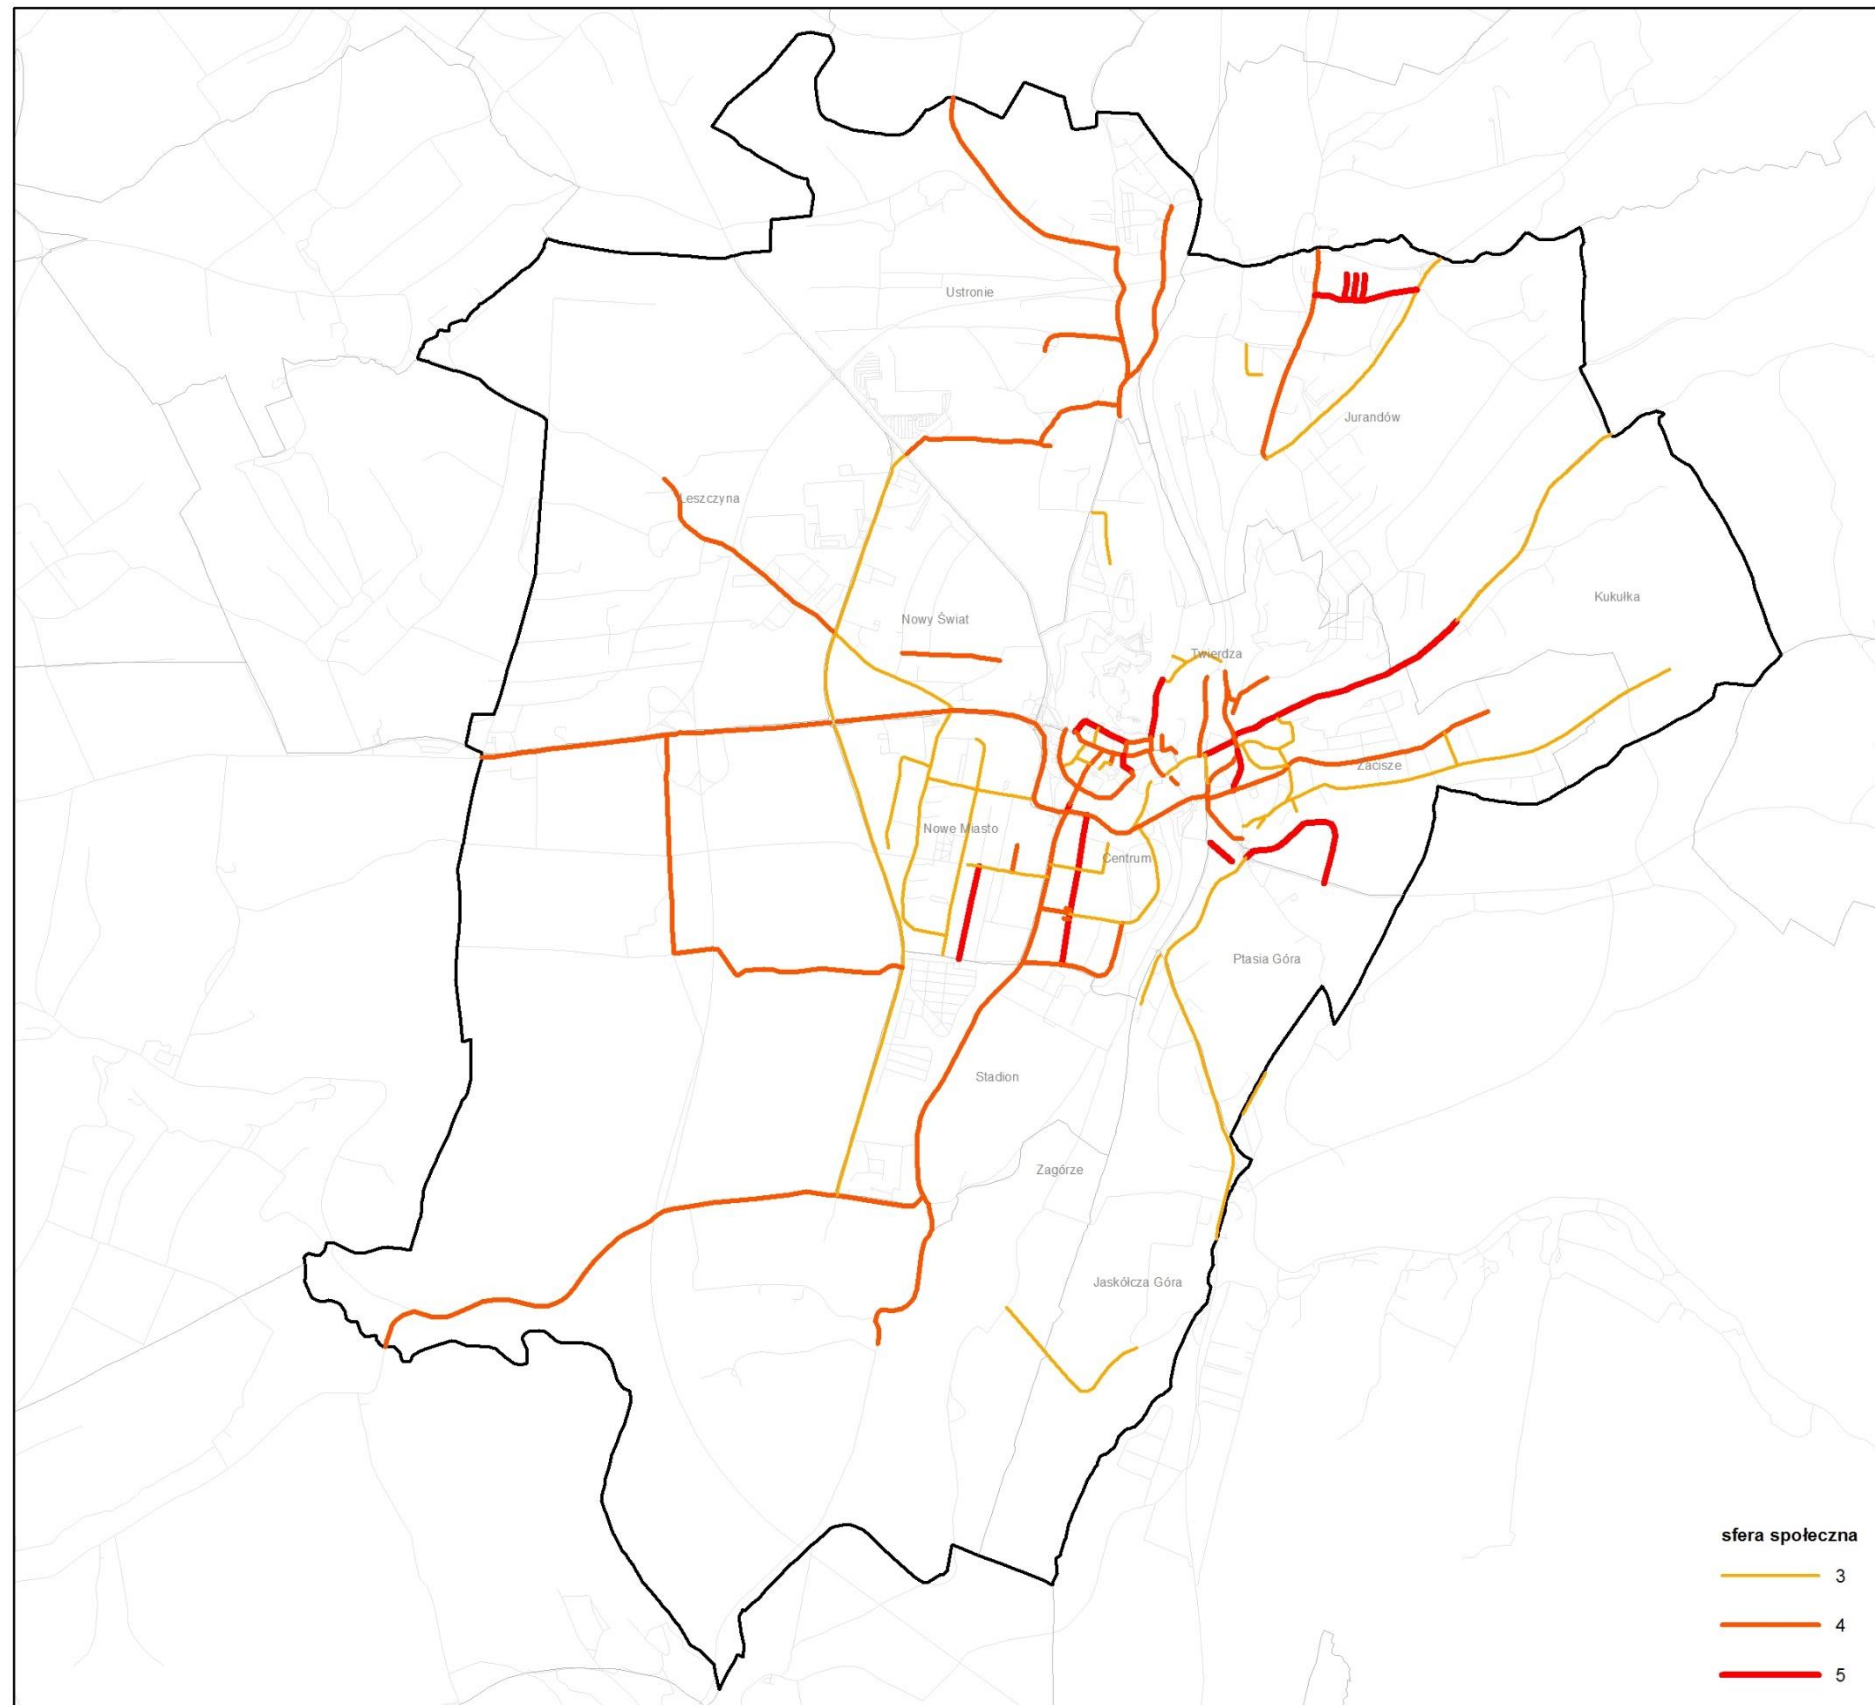 Ustronie
Jurandów
Leszczyna
Kukułka
Nowy Świat
Twierdza
Zacisze
Nowe Miasto
Centrum
Ptasia Góra
Stadion
Zagórze
Jaskółcza Góra
sfera społeczna
3
4
5